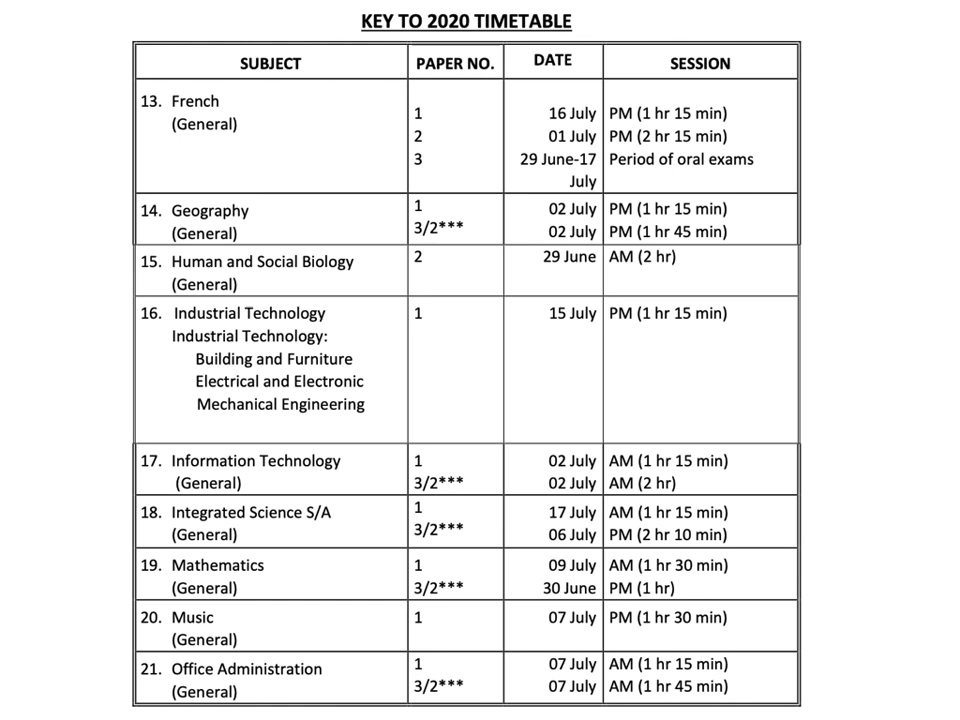 KEY TO 2020 TIMETABLE
SUBJECT PAPER NO. DATE SESSION
13. French
(General)
1 16 July PM (1 hr 15 min)
2 01 July PM (2 hr 15 min)
3 29 June-17 Period of oral exams
July
14. Geography 1 02 July PM (1 hr 15 min)
(General) 3/2*** 02 July PM (1 hr 45 min)
15. Human and Social Biology 2 29 June AM (2 hr)
(General)
16. Industrial Technology 1 15 July PM (1 hr 15 min)
Industrial Technology:
Building and Furniture
Electrical and Electronic
Mechanical Engineering
17. Information Technology 1 02 July AM (1 hr 15 min)
(General) 3/2*** 02 July AM (2 hr)
18. Integrated Science S/A 1 17 July AM (1 hr 15 min)
(General) 3/2*** 06 July PM (2 hr 10 min)
19. Mathematics 1 09 July AM (1 hr 30 min)
(General) 3/2*** 30 June PM (1 hr)
20. Music 1 07 July PM (1 hr 30 min)
(General)
21. Office Administration 1 07 July AM (1 hr 15 min)
(General) 3/2*** 07 July AM (1 hr 45 min)